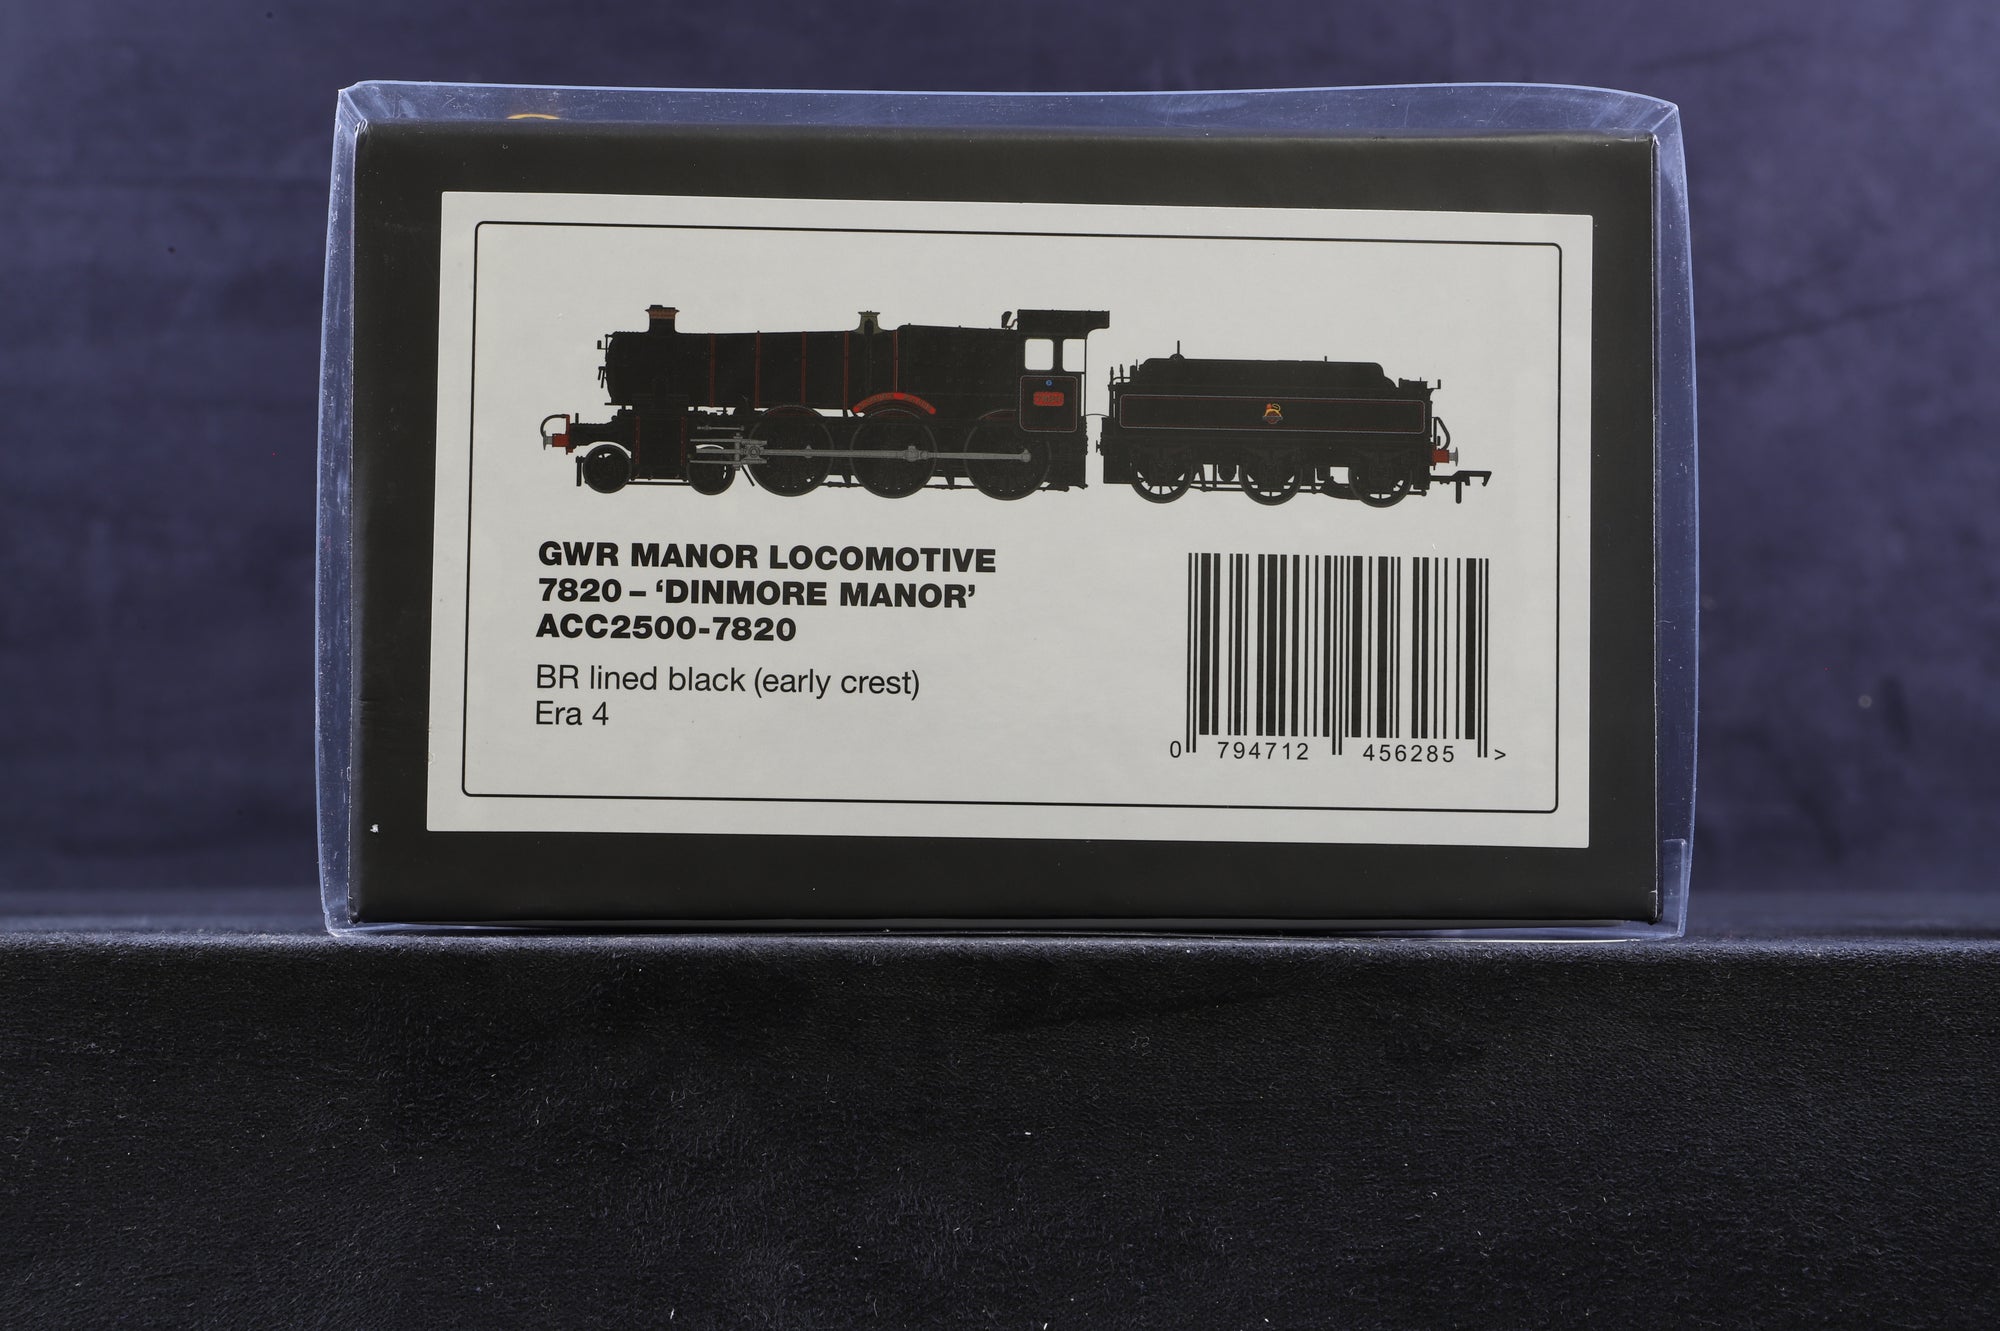 GWR MANOR LOCOMOTIVE
7820 – ‘DINMORE MANOR’
ACC2500-7820
BR lined black (early crest)
Era 4
0 794712 456285 >